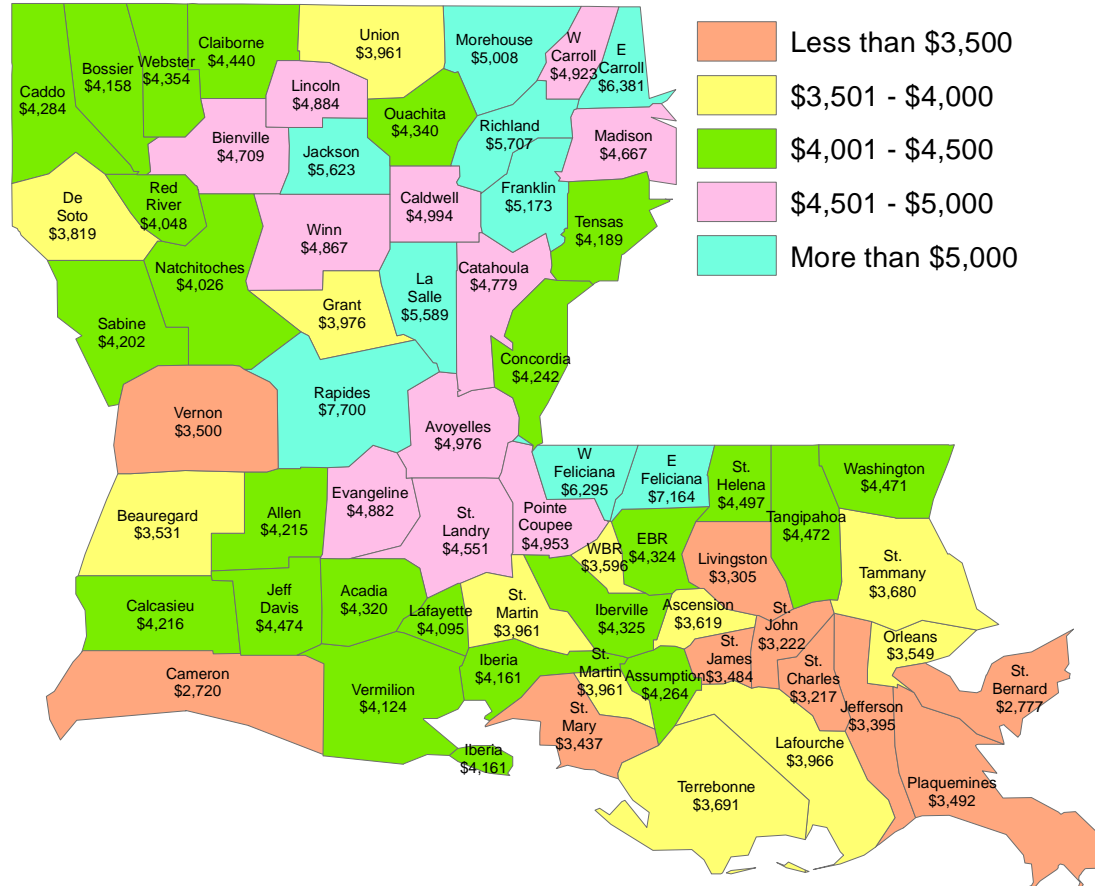 Less than $3,500
$3,501 - $4,000
$4,001 - $4,500
$4,501 - $5,000
More than $5,000
Caddo
$4,284
Bossier
$4,158
Webster
$4,354
Claiborne
$4,440
Union
$3,961
Lincoln
$4,884
Morehouse
$5,008
W
Carroll
$4,923
E
Carroll
$6,381
Ouachita
$4,340
Richland
$5,707
Madison
$4,667
Bienville
$4,709
Jackson
$5,623
Franklin
$5,173
Caldwell
$4,994
Tensas
$4,189
De
Soto
$3,819
Red
River
$4,048
Winn
$4,867
Natchitoches
$4,026
Grant
$3,976
La
Salle
$5,589
Catahoula
$4,779
Sabine
$4,202
Concordia
$4,242
Vernon
$3,500
Rapides
$7,700
Avoyelles
$4,976
W
Feliciana
$6,295
E
Feliciana
$7,164
St.
Helena
$4,497
Tangipahoa
$4,472
Washington
$4,471
Beauregard
$3,531
Allen
$4,215
Evangeline
$4,882
St.
Landry
$4,551
Pointe
Coupee
$4,953
WBR
$3,596
EBR
$4,324
Livingston
$3,305
St.
Tammany
$3,680
Calcasieu
$4,216
Jeff
Davis
$4,474
Acadia
$4,320
Lafayette
$4,095
St.
Martin
$3,961
Iberville
$4,325
Ascension
$3,619
St.
John
$3,222
Orleans
$3,549
Cameron
$2,720
Vermilion
$4,124
Iberia
$4,161
St.
Martin
$3,961
Assumption
$4,264
St.
James
$3,484
St.
Charles
$3,217
Jefferson
$3,395
St.
Bernard
$2,777
St.
Mary
$3,437
Iberia
$4,161
Terrebonne
$3,691
Lafourche
$3,966
Plaquemines
$3,492